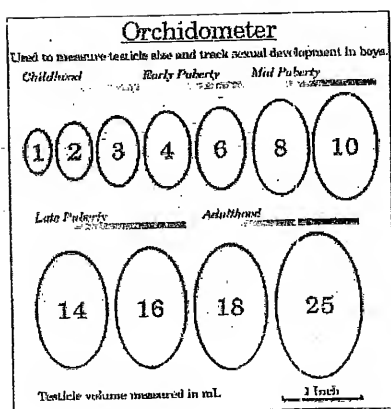 Orchidometer
Used to measure testicle size and track sexual development in boys.
Childhood Early Puberty Mid Puberty
1 2 3 4 6 8 10
Late Puberty Adulthood
14 16 18 25
Testicle volume measured in mL 1 Inch